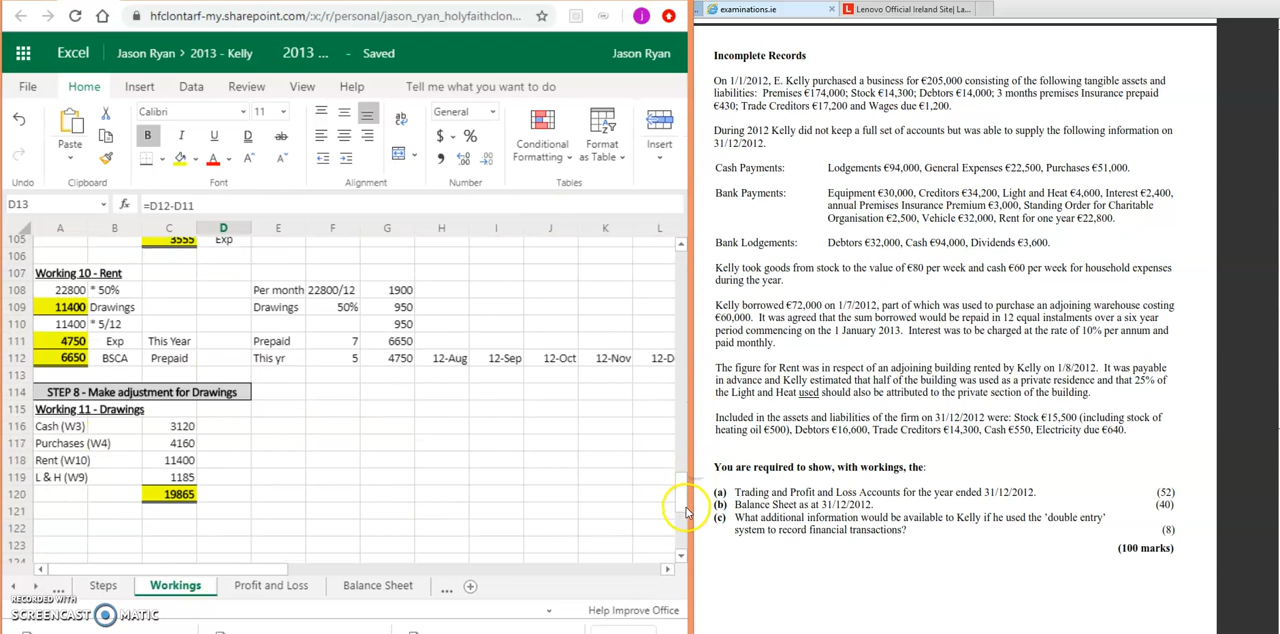 hfclontarf-my.sharepoint.com/:x:/r/personal/jason_ryan_holyfaithclon...
j
Excel
Jason Ryan > 2013 - Kelly
2013 ... - Saved
Jason Ryan
File
Home
Insert
Data
Review
View
Help
Tell me what you want to do
Paste
Calibri
11
B I U D ab
General
$ %
Conditional Formatting
Format as Table
Insert
Undo
Clipboard
Font
Alignment
Number
Tables
D13
fx
=D12-D11
A B C D E F G H I J K L
105 3555 Exp
106
107 Working 10 - Rent
108 22800 * 50% Per month 22800/12 1900
109 11400 Drawings Drawings 50% 950
110 11400 * 5/12 950
111 4750 Exp This Year Prepaid 7 6650
112 6650 BSCA Prepaid This yr 5 4750 12-Aug 12-Sep 12-Oct 12-Nov 12-D
113
114 STEP 8 - Make adjustment for Drawings
115 Working 11 - Drawings
116 Cash (W3) 3120
117 Purchases (W4) 4160
118 Rent (W10) 11400
119 L & H (W9) 1185
120 19865
121
122
123
124
...
Steps
Workings
Profit and Loss
Balance Sheet
...
RECORDED WITH
SCREENCAST MATIC
Help Improve Office
examinations.ie
Lenovo Official Ireland Site| La...
Incomplete Records
On 1/1/2012, E. Kelly purchased a business for €205,000 consisting of the following tangible assets and
liabilities: Premises €174,000; Stock €14,300; Debtors €14,000; 3 months premises Insurance prepaid
€430; Trade Creditors €17,200 and Wages due €1,200.
During 2012 Kelly did not keep a full set of accounts but was able to supply the following information on
31/12/2012.
Cash Payments: Lodgements €94,000, General Expenses €22,500, Purchases €51,000.
Bank Payments: Equipment €30,000, Creditors €34,200, Light and Heat €4,600, Interest €2,400,
annual Premises Insurance Premium €3,000, Standing Order for Charitable
Organisation €2,500, Vehicle €32,000, Rent for one year €22,800.
Bank Lodgements: Debtors €32,000, Cash €94,000, Dividends €3,600.
Kelly took goods from stock to the value of €80 per week and cash €60 per week for household expenses
during the year.
Kelly borrowed €72,000 on 1/7/2012, part of which was used to purchase an adjoining warehouse costing
€60,000. It was agreed that the sum borrowed would be repaid in 12 equal instalments over a six year
period commencing on the 1 January 2013. Interest was to be charged at the rate of 10% per annum and
paid monthly.
The figure for Rent was in respect of an adjoining building rented by Kelly on 1/8/2012. It was payable
in advance and Kelly estimated that half of the building was used as a private residence and that 25% of
the Light and Heat used should also be attributed to the private section of the building.
Included in the assets and liabilities of the firm on 31/12/2012 were: Stock €15,500 (including stock of
heating oil €500), Debtors €16,600, Trade Creditors €14,300, Cash €550, Electricity due €640.
You are required to show, with workings, the:
(a) Trading and Profit and Loss Accounts for the year ended 31/12/2012. (52)
(b) Balance Sheet as at 31/12/2012. (40)
(c) What additional information would be available to Kelly if he used the 'double entry'
system to record financial transactions? (8)
(100 marks)